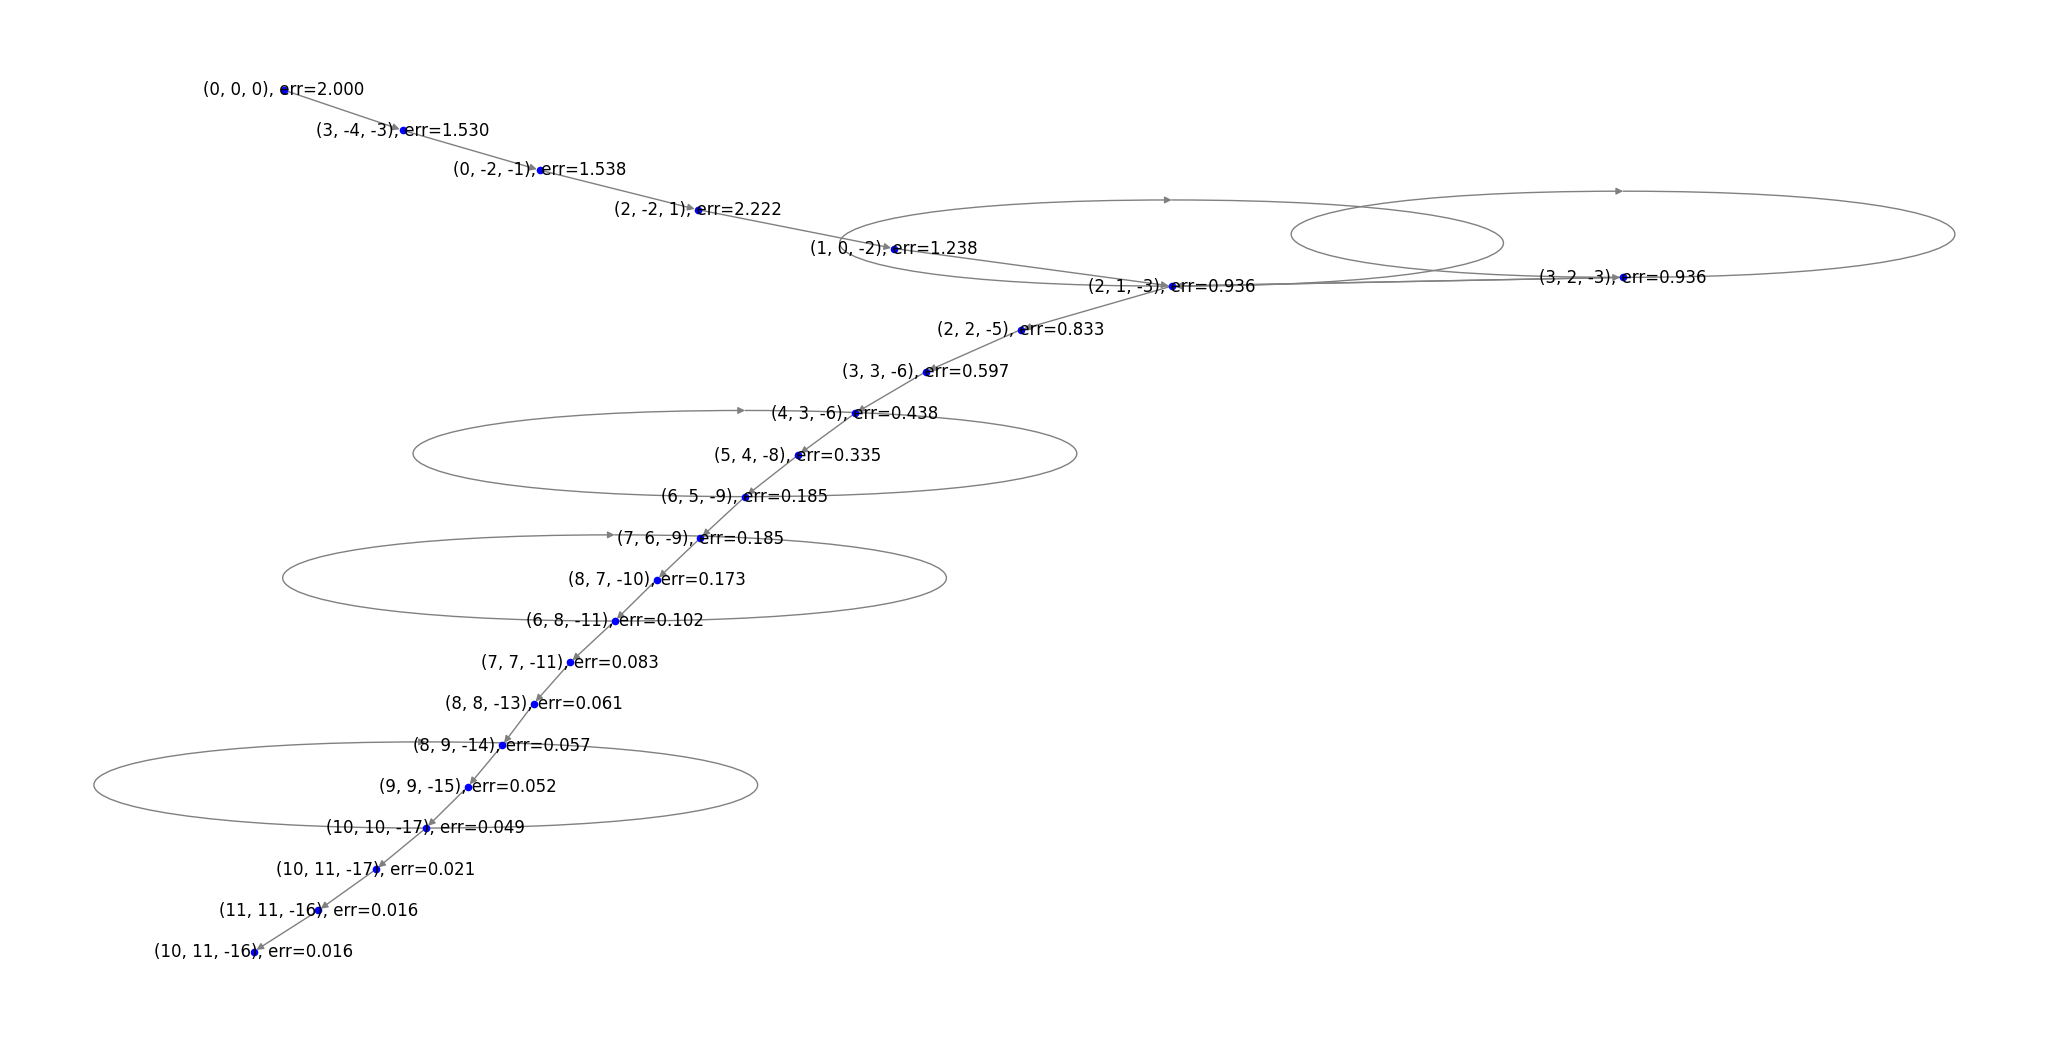 (0, 0, 0), err=2.000
(3, -4, -3), err=1.530
(0, -2, -1), err=1.538
(2, -2, 1), err=2.222
(1, 0, -2), err=1.238
(3, 2, -3), err=0.936
(2, 1, -3), err=0.936
(2, 2, -5), err=0.833
(3, 3, -6), err=0.597
(4, 3, -6), err=0.438
(5, 4, -8), err=0.335
(6, 5, -9), err=0.185
(7, 6, -9), err=0.185
(8, 7, -10), err=0.173
(6, 8, -11), err=0.102
(7, 7, -11), err=0.083
(8, 8, -13), err=0.061
(8, 9, -14), err=0.057
(9, 9, -15), err=0.052
(10, 10, -17), err=0.049
(10, 11, -17), err=0.021
(11, 11, -16), err=0.016
(10, 11, -16), err=0.016